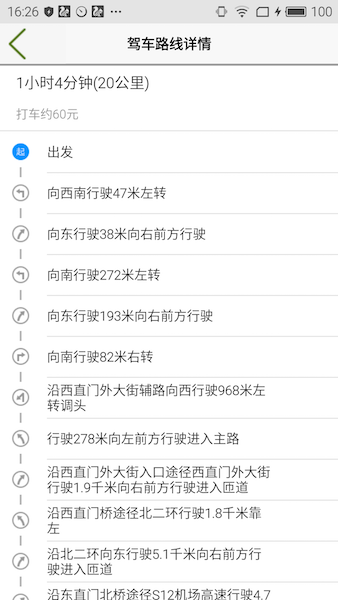 16:26 100
驾车路线详情
1小时4分钟(20公里)
打车约60元
起 出发
向西南行驶47米左转
向东行驶38米向右前方行驶
向南行驶272米左转
向东行驶193米向右前方行驶
向南行驶82米右转
沿西直门外大街辅路向西行驶968米左
转调头
行驶278米向左前方行驶进入主路
沿西直门外大街入口途径西直门外大街
行驶1.9千米向右前方行驶进入匝道
沿西直门桥途径北二环行驶1.8千米靠
左
沿北二环向东行驶5.1千米向右前方行
驶进入匝道
沿东直门北桥途径S12机场高速行驶4.7